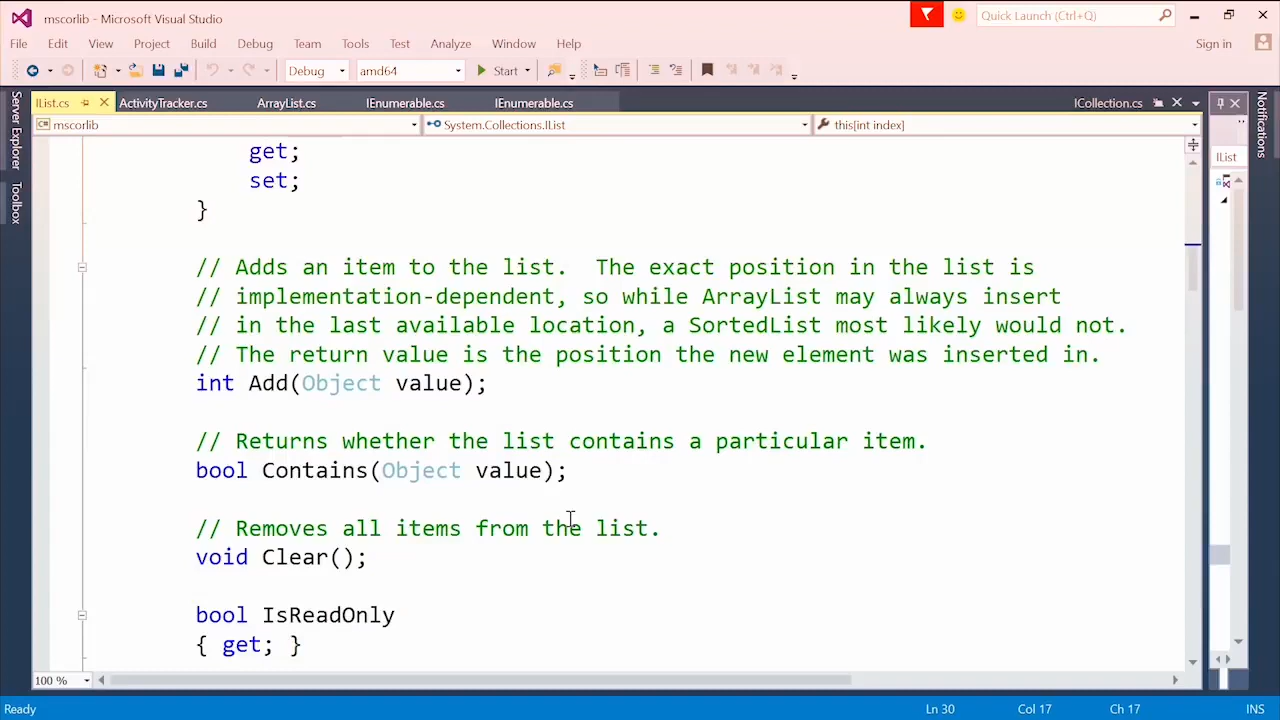 mscorlib - Microsoft Visual Studio
Quick Launch (Ctrl+Q)
File Edit View Project Build Debug Team Tools Test Analyze Window Help
Sign in
Debug amd64 Start
IList.cs ActivityTracker.cs ArrayList.cs IEnumerable.cs IEnumerable.cs ICollection.cs
mscorlib System.Collections.IList this[int index]
Server Explorer
Toolbox
Notifications
IList
get;
set;
}
// Adds an item to the list.  The exact position in the list is
// implementation-dependent, so while ArrayList may always insert
// in the last available location, a SortedList most likely would not.
// The return value is the position the new element was inserted in.
int Add(Object value);
// Returns whether the list contains a particular item.
bool Contains(Object value);
// Removes all items from the list.
void Clear();
bool IsReadOnly
{ get; }
100 %
Ready Ln 30 Col 17 Ch 17 INS